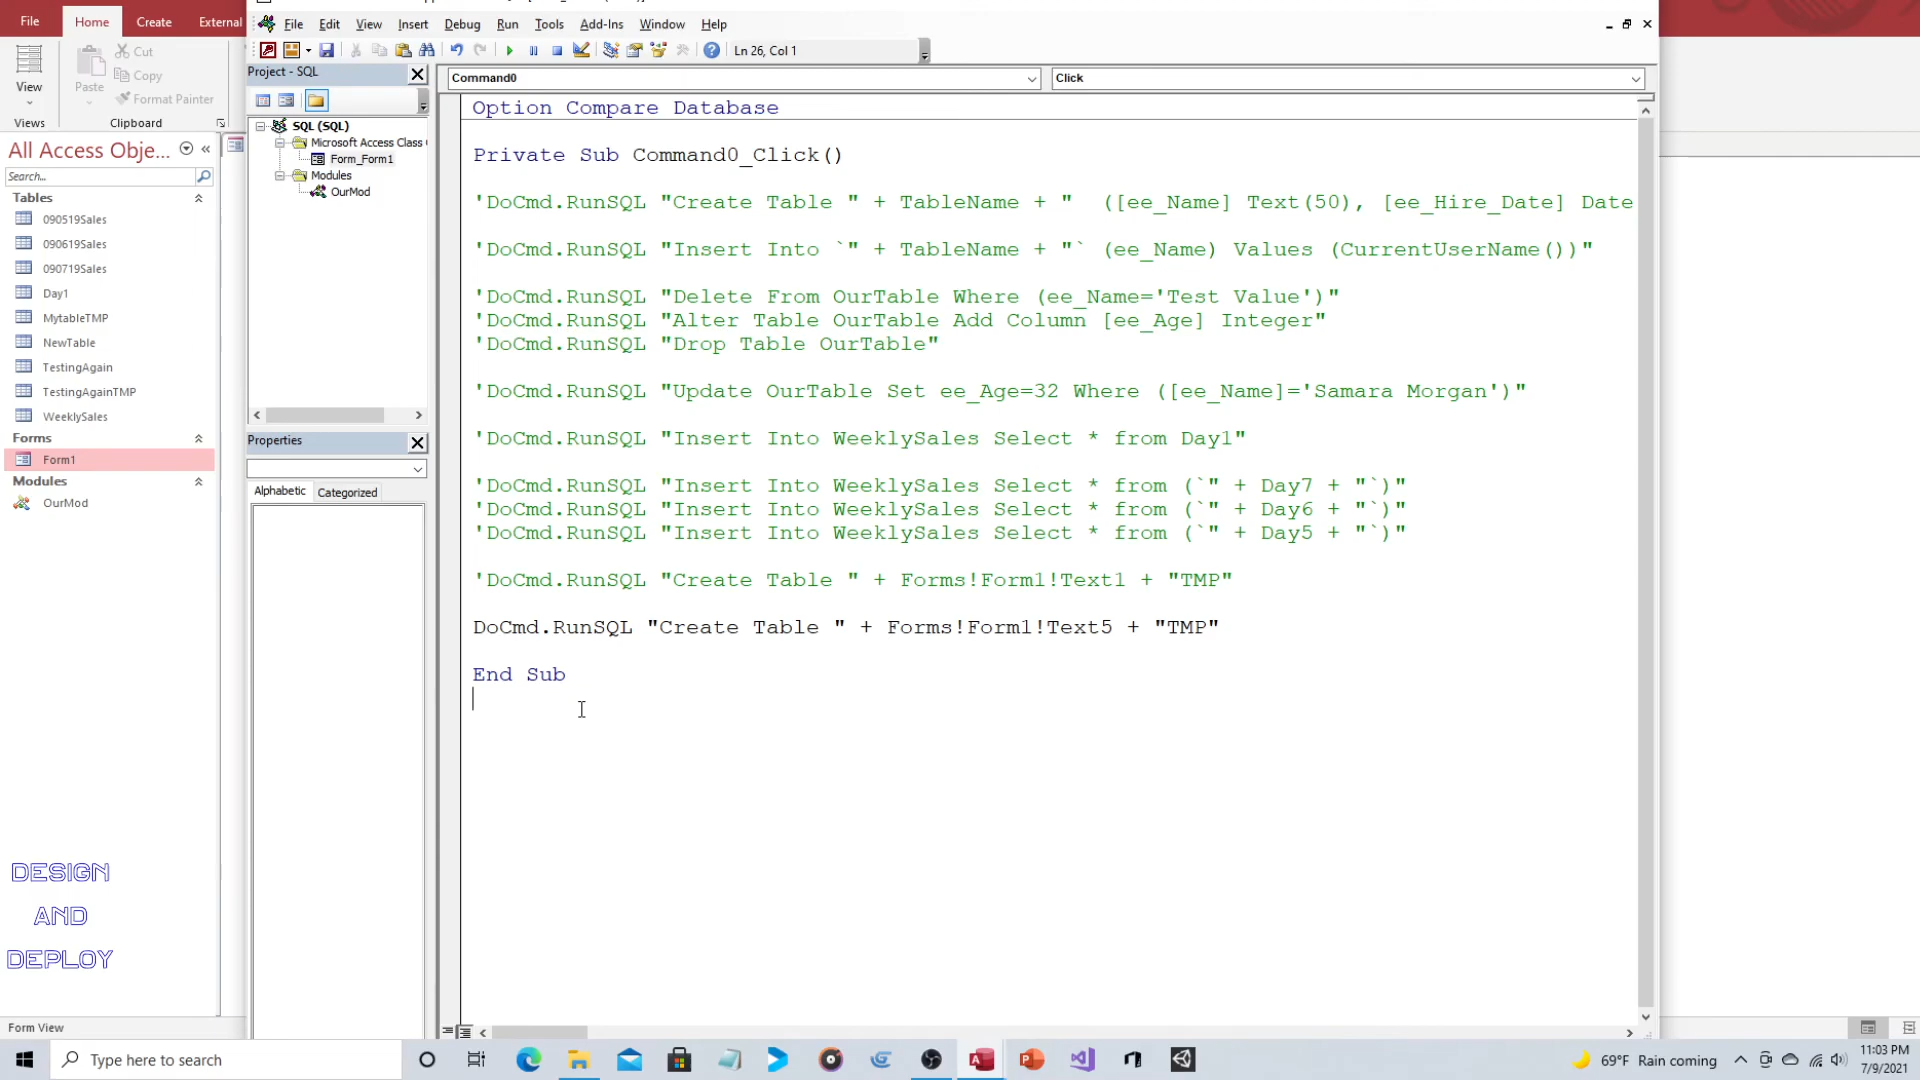 File Home Create External
View
Views
Paste
Cut
Copy
Format Painter
Clipboard
All Access Obje...
Search...
Tables
090519Sales
090619Sales
090719Sales
Day1
MytableTMP
NewTable
TestingAgain
TestingAgainTMP
WeeklySales
Forms
Form1
Modules
OurMod
DESIGN
AND
DEPLOY
Form View
File Edit View Insert Debug Run Tools Add-Ins Window Help
Ln 26, Col 1
Project - SQL
SQL (SQL)
Microsoft Access Class
Form_Form1
Modules
OurMod
Properties
Alphabetic Categorized
Command0 Click
Option Compare Database
Private Sub Command0_Click()
'DoCmd.RunSQL "Create Table " + TableName + "  ([ee_Name] Text(50), [ee_Hire_Date] Date
'DoCmd.RunSQL "Insert Into `" + TableName + "` (ee_Name) Values (CurrentUserName())"
'DoCmd.RunSQL "Delete From OurTable Where (ee_Name='Test Value')"
'DoCmd.RunSQL "Alter Table OurTable Add Column [ee_Age] Integer"
'DoCmd.RunSQL "Drop Table OurTable"
'DoCmd.RunSQL "Update OurTable Set ee_Age=32 Where ([ee_Name]='Samara Morgan')"
'DoCmd.RunSQL "Insert Into WeeklySales Select * from Day1"
'DoCmd.RunSQL "Insert Into WeeklySales Select * from (`" + Day7 + "`)"
'DoCmd.RunSQL "Insert Into WeeklySales Select * from (`" + Day6 + "`)"
'DoCmd.RunSQL "Insert Into WeeklySales Select * from (`" + Day5 + "`)"
'DoCmd.RunSQL "Create Table " + Forms!Form1!Text1 + "TMP"
DoCmd.RunSQL "Create Table " + Forms!Form1!Text5 + "TMP"
End Sub
Type here to search
69°F Rain coming
11:03 PM
7/9/2021